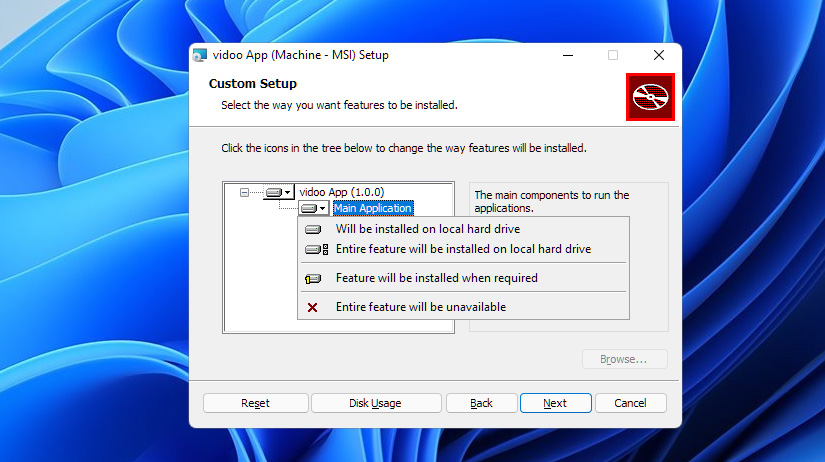 vidoo App (Machine - MSI) Setup
Custom Setup
Select the way you want features to be installed.
Click the icons in the tree below to change the way features will be installed.
vidoo App (1.0.0)
Main Application
The main components to run the
applications.
Will be installed on local hard drive
Entire feature will be installed on local hard drive
Feature will be installed when required
Entire feature will be unavailable
Browse...
Reset
Disk Usage
Back
Next
Cancel